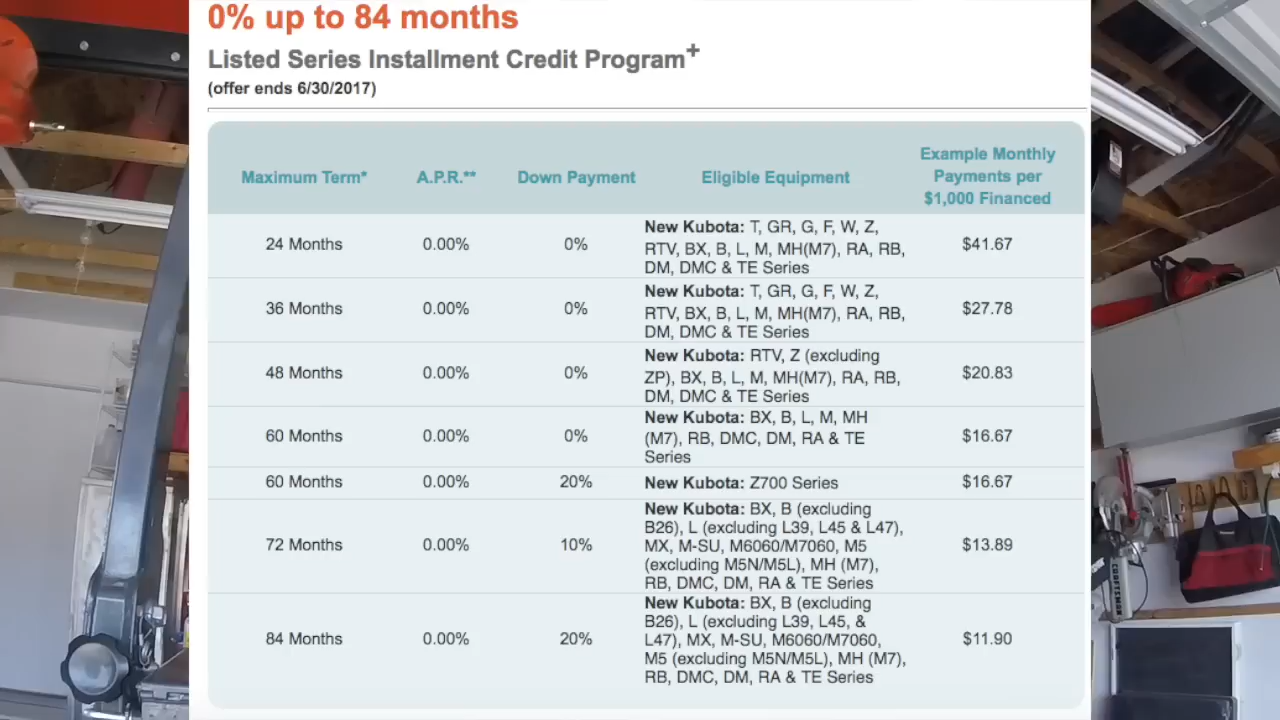 0% up to 84 months
Listed Series Installment Credit Program+
(offer ends 6/30/2017)
Maximum Term*
A.P.R.**
Down Payment
Eligible Equipment
Example Monthly
Payments per
$1,000 Financed
24 Months
0.00%
0%
New Kubota: T, GR, G, F, W, Z,
RTV, BX, B, L, M, MH(M7), RA, RB,
DM, DMC & TE Series
$41.67
36 Months
0.00%
0%
New Kubota: T, GR, G, F, W, Z,
RTV, BX, B, L, M, MH(M7), RA, RB,
DM, DMC & TE Series
$27.78
48 Months
0.00%
0%
New Kubota: RTV, Z (excluding
ZP), BX, B, L, M, MH(M7), RA, RB,
DM, DMC & TE Series
$20.83
60 Months
0.00%
0%
New Kubota: BX, B, L, M, MH
(M7), RB, DMC, DM, RA & TE
Series
$16.67
60 Months
0.00%
20%
New Kubota: Z700 Series
$16.67
72 Months
0.00%
10%
New Kubota: BX, B (excluding
B26), L (excluding L39, L45 & L47),
MX, M-SU, M6060/M7060, M5
(excluding M5N/M5L), MH (M7),
RB, DMC, DM, RA & TE Series
$13.89
84 Months
0.00%
20%
New Kubota: BX, B (excluding
B26), L (excluding L39, L45, &
L47), MX, M-SU, M6060/M7060,
M5 (excluding M5N/M5L), MH (M7),
RB, DMC, DM, RA & TE Series
$11.90
CRAFTSMAN